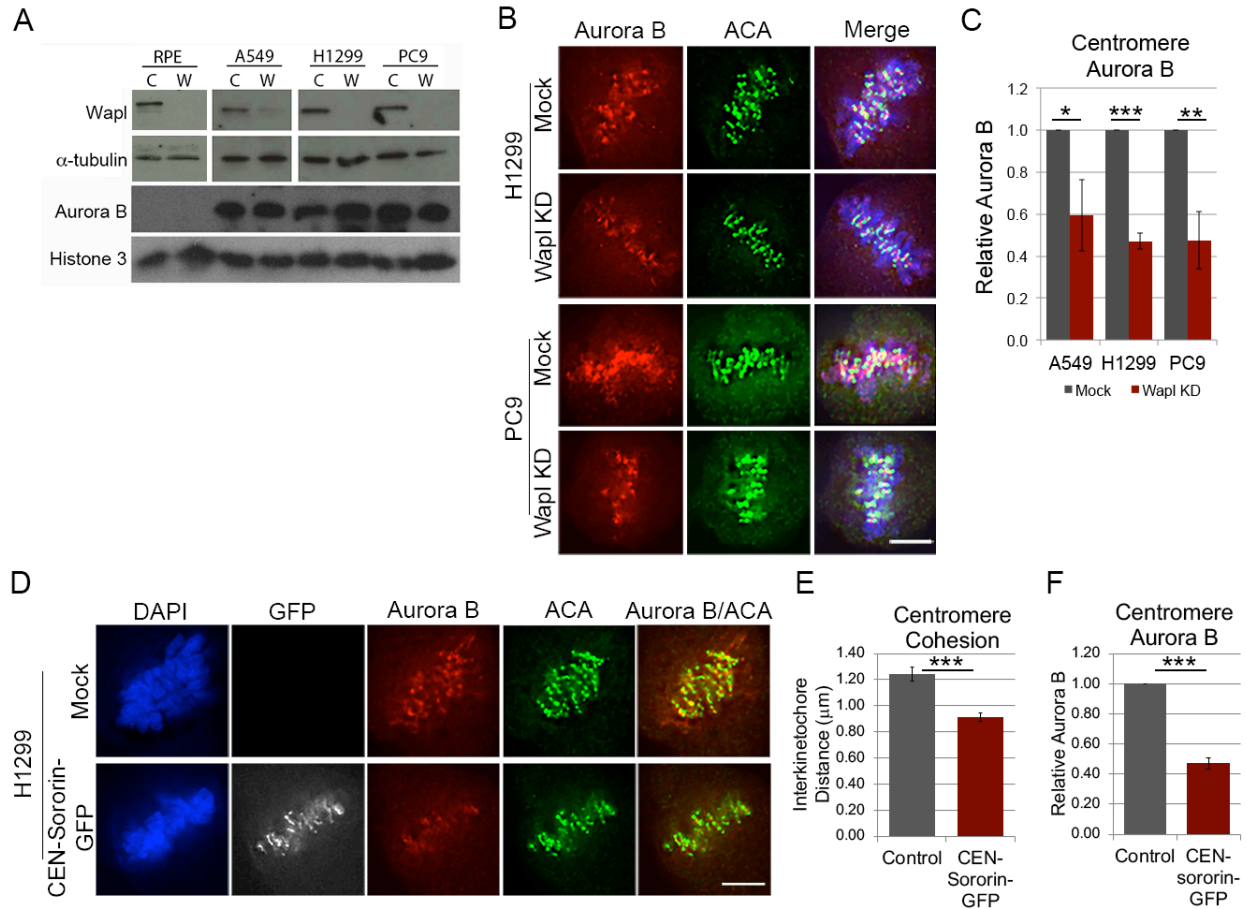 A
RPE A549 H1299 PC9
C W C W C W C W
Wapl
α-tubulin
Aurora B
Histone 3
B
Aurora B ACA Merge
H1299
Mock
Wapl KD
PC9
Mock
Wapl KD
C
Centromere
Aurora B
Relative Aurora B
1.2
1.0
0.8
0.6
0.4
0.2
0.0
* *** **
A549 H1299 PC9
Mock Wapl KD
D
DAPI GFP Aurora B ACA Aurora B/ACA
H1299
Mock
CEN-Sororin-
GFP
E
Centromere
Cohesion
***
Interkinetochore
Distance (μm)
1.40
1.20
1.00
0.80
0.60
0.40
0.20
0.00
Control CEN-
Sororin-
GFP
F
Centromere
Aurora B
***
Relative Aurora B
1.20
1.00
0.80
0.60
0.40
0.20
0.00
Control CEN-
sororin-
GFP